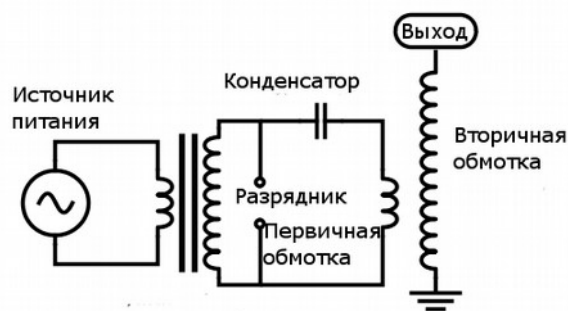 Выход
Конденсатор
Источник
питания
Вторичная
обмотка
Разрядник
Первичная
обмотка